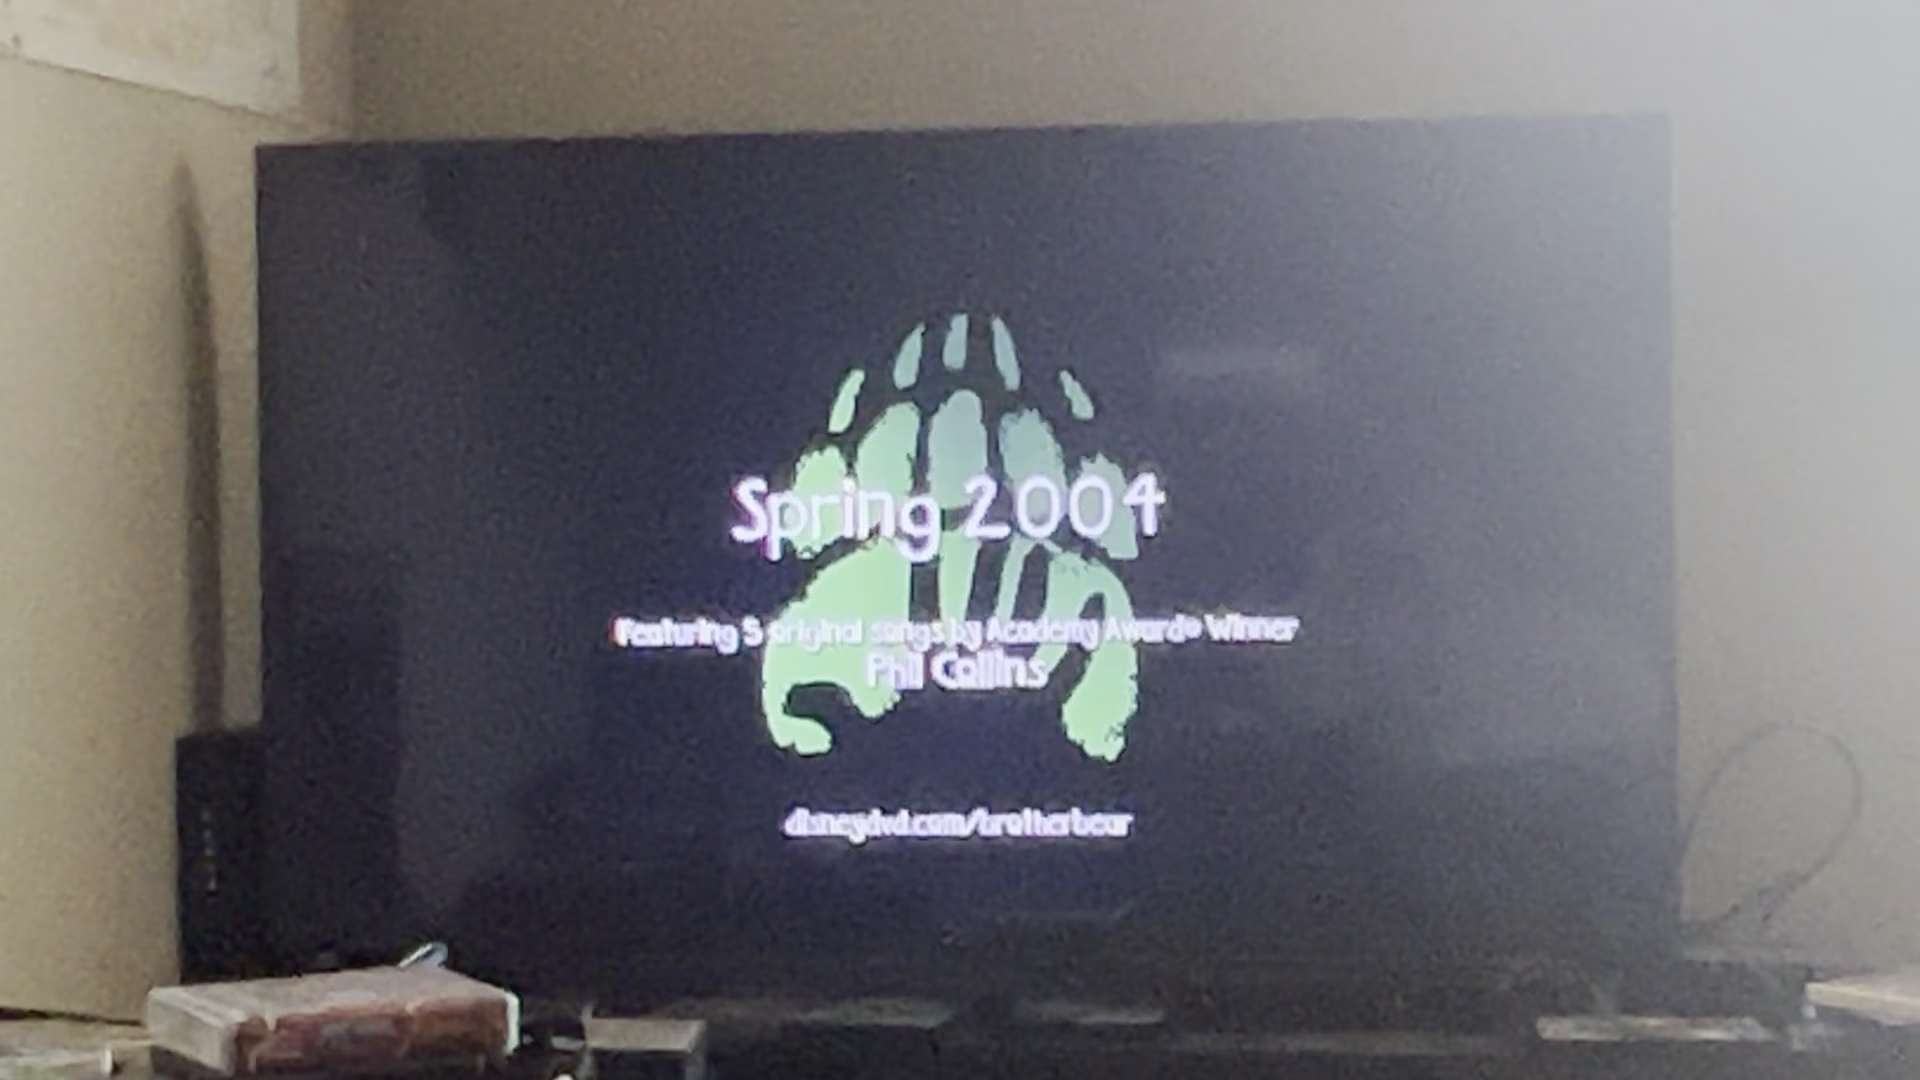 Spring 2004
Featuring 5 original songs by Academy Award® Winner
Phil Collins
disneydvd.com/brotherbear